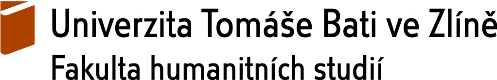 Univerzita Tomáše Bati ve Zlíně
Fakulta humanitních studií